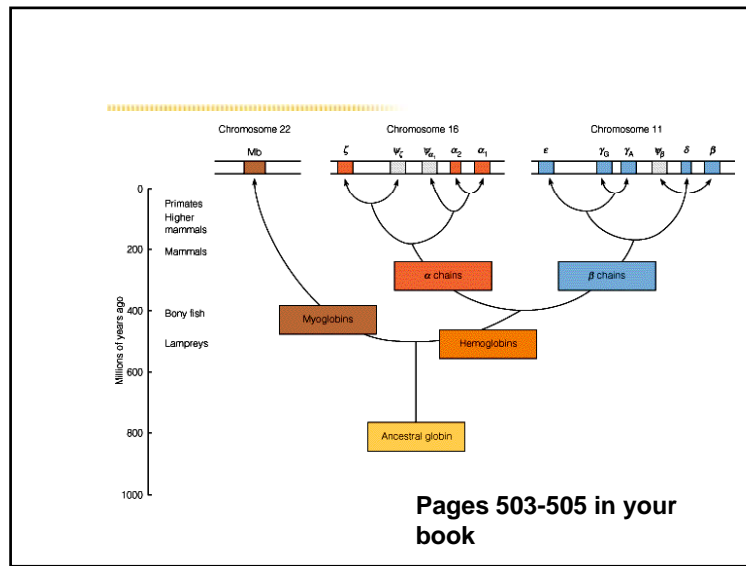 Chromosome 22 Chromosome 16 Chromosome 11
Mb ζ ψζ ψα1 α2 α1 ε γG γA ψβ δ β
0
Primates
Higher
mammals
200
Mammals
α chains β chains
400
Bony fish
Myoglobins
Lampreys
Hemoglobins
600
800
Ancestral globin
1000
Millions of years ago
Pages 503-505 in your
book